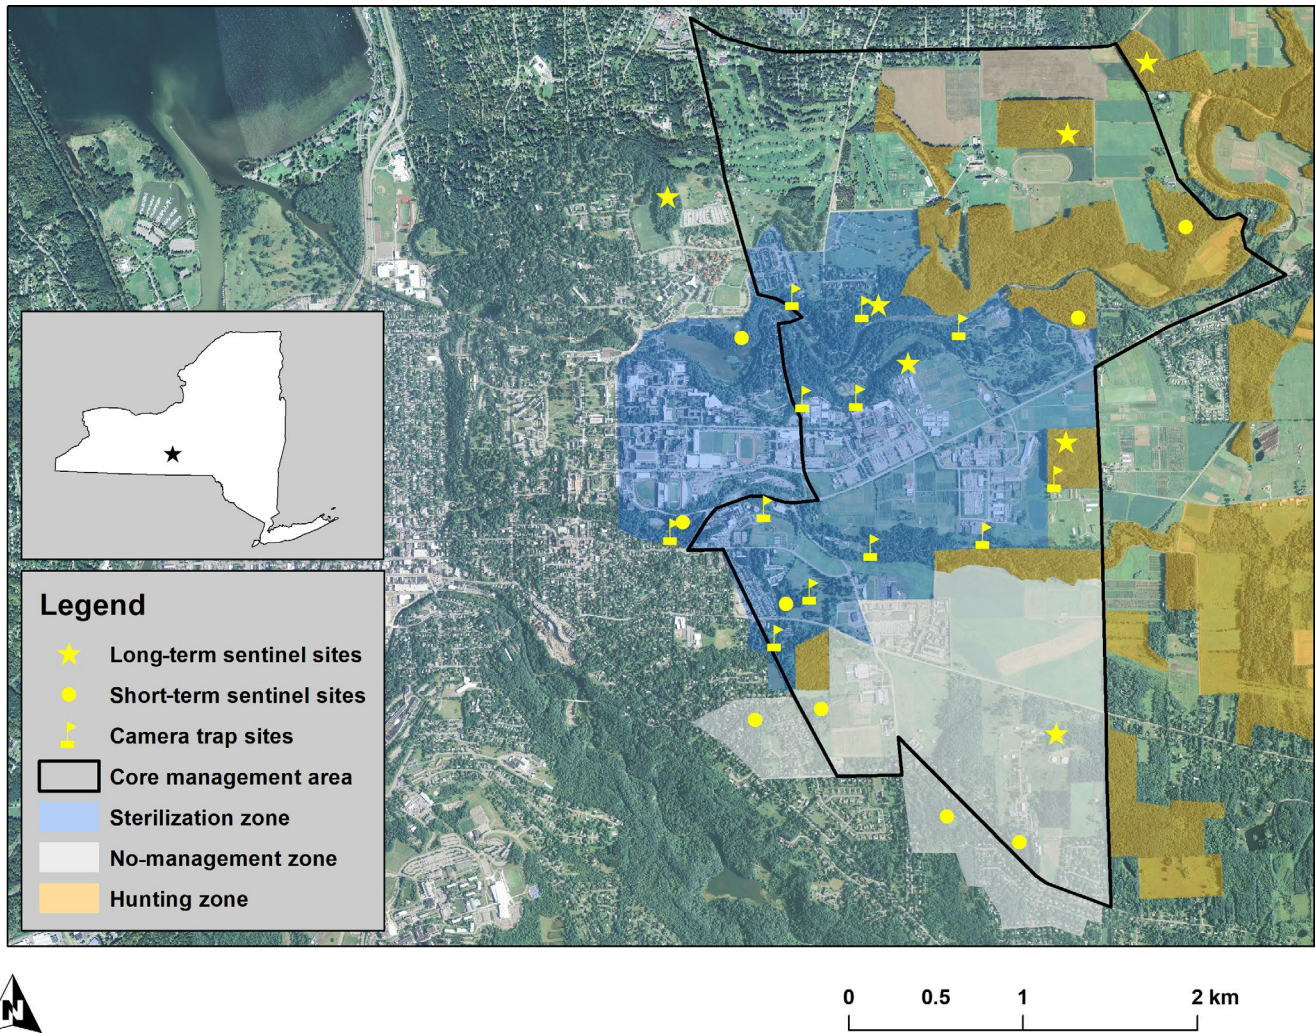 Legend
Long-term sentinel sites
Short-term sentinel sites
Camera trap sites
Core management area
Sterilization zone
No-management zone
Hunting zone
N
0 0.5 1 2 km